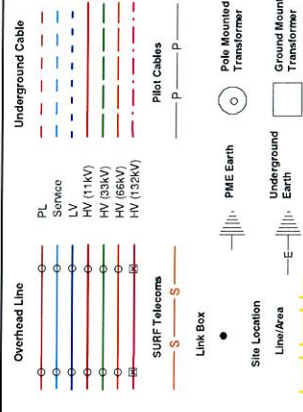 Overhead Line
Underground Cable
PL
Service
LV
HV (11kV)
HV (33kV)
HV (66kV)
HV (132kV)
SURF Telecoms
S S
Pilot Cables
P P
Link Box
PME Earth
Pole Mounted
Transformer
Site Location
Line/Area
Underground
Earth
E
Ground Mount
Transformer